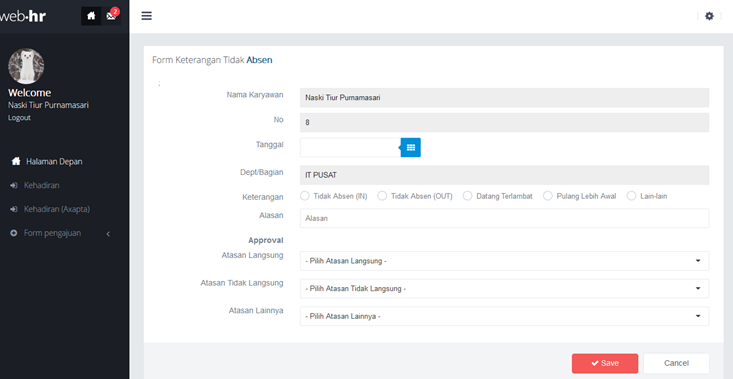 web·hr
2
Welcome
Naski Tiur Purnamasari
Logout
Halaman Depan
Kehadiran
Kehadiran (Axapta)
Form pengajuan
Form Keterangan Tidak Absen
;
Nama Karyawan
Naski Tiur Purnamasari
No
8
Tanggal
Dept/Bagian
IT PUSAT
Keterangan
Tidak Absen (IN) Tidak Absen (OUT) Datang Terlambat Pulang Lebih Awal Lain-lain
Alasan
Alasan
Approval
Atasan Langsung
- Pilih Atasan Langsung -
Atasan Tidak Langsung
- Pilih Atasan Tidak Langsung -
Atasan Lainnya
- Pilih Atasan Lainnya -
Save
Cancel